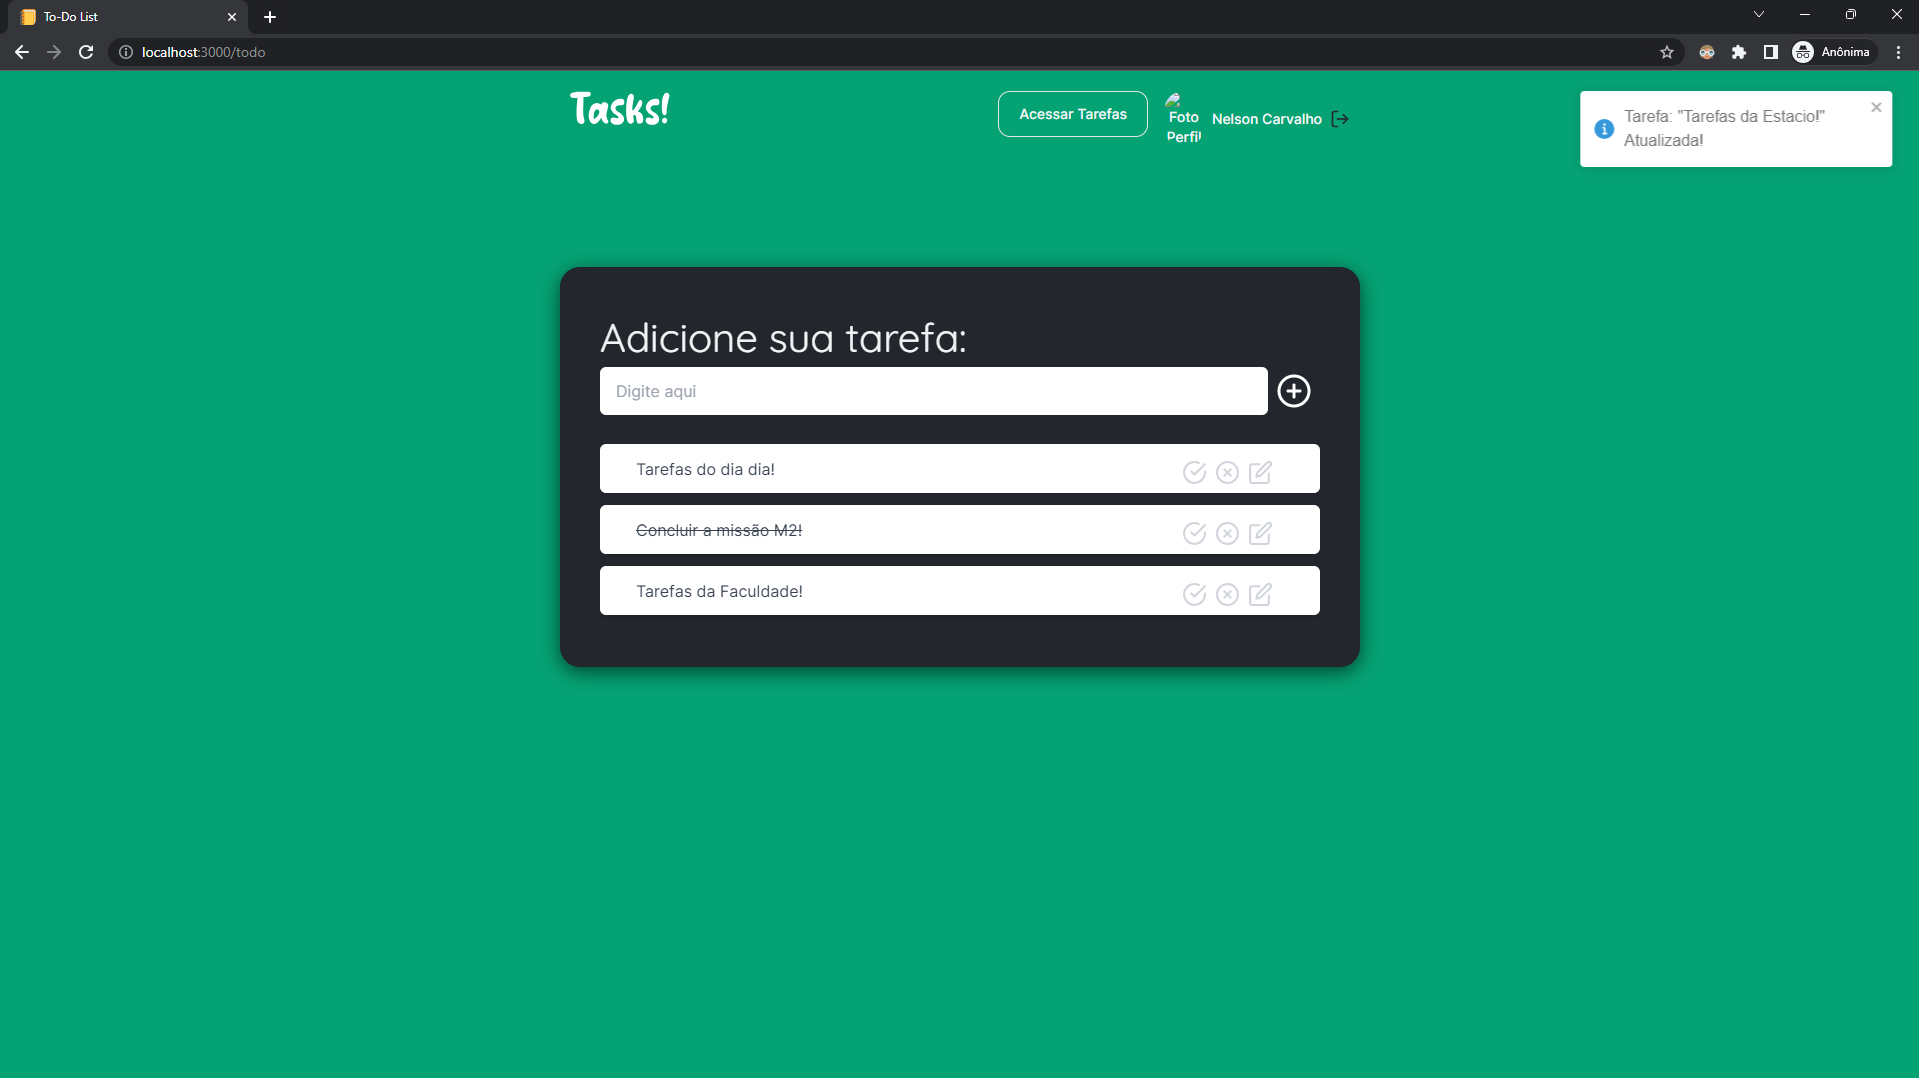 To-Do List
localhost:3000/todo
Anônima
Tasks!
Acessar Tarefas
Foto
Perfil
Nelson Carvalho
Tarefa: "Tarefas da Estacio!"
Atualizada!
Adicione sua tarefa:
Digite aqui
Tarefas do dia dia!
Concluir a missão M2!
Tarefas da Faculdade!